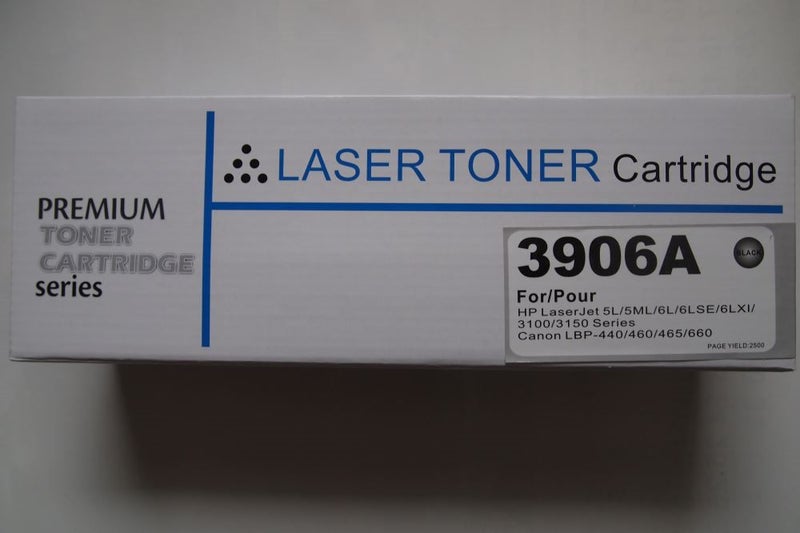 LASER TONER Cartridge
PREMIUM
TONER
CARTRIDGE
series
3906A
BLACK
For/Pour
HP LaserJet 5L/5ML/6L/6LSE/6LXI/
3100/3150 Series
Canon LBP-440/460/465/660
PAGE YIELD:2500